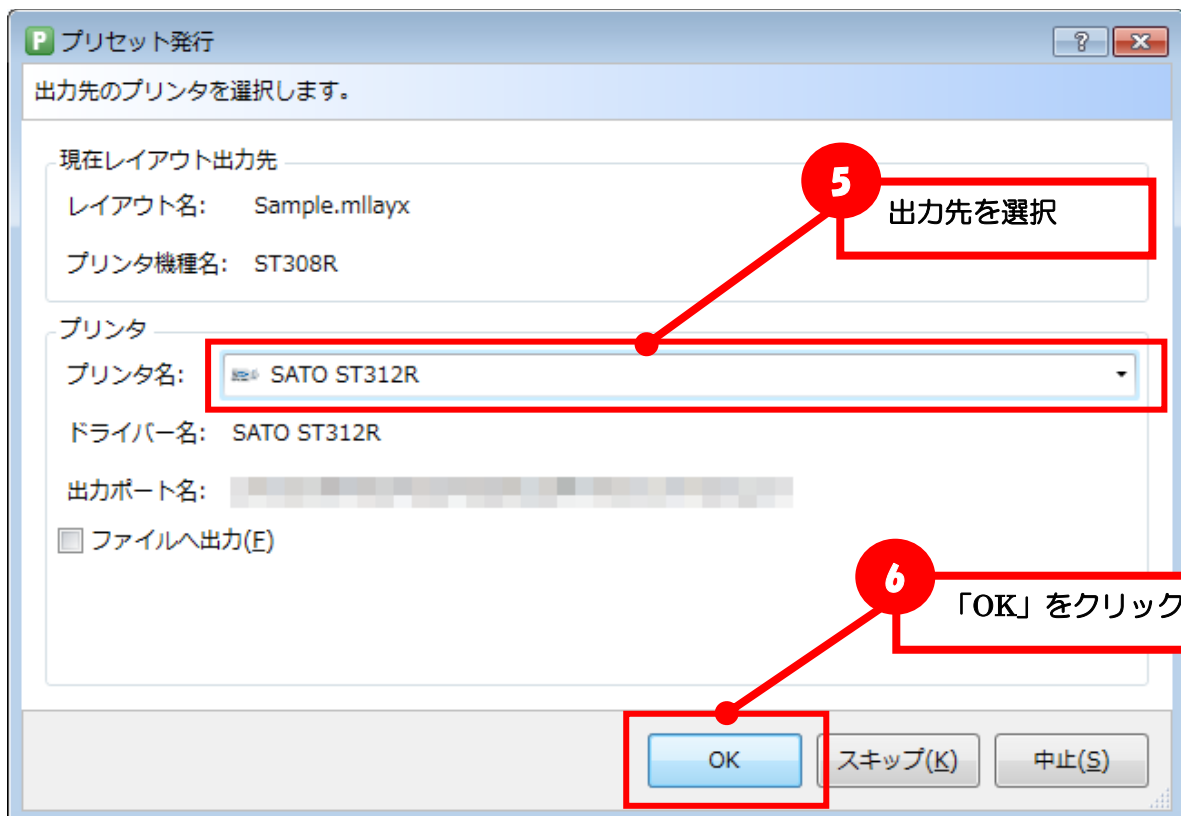 P プリセット発行 ?
出力先のプリンタを選択します。
現在レイアウト出力先
レイアウト名: Sample.mllayx
5
出力先を選択
プリンタ機種名: ST308R
プリンタ
プリンタ名: SATO ST312R
ドライバー名: SATO ST312R
出力ポート名:
ファイルへ出力(F)
6
「OK」をクリック
OK スキップ(K) 中止(S)